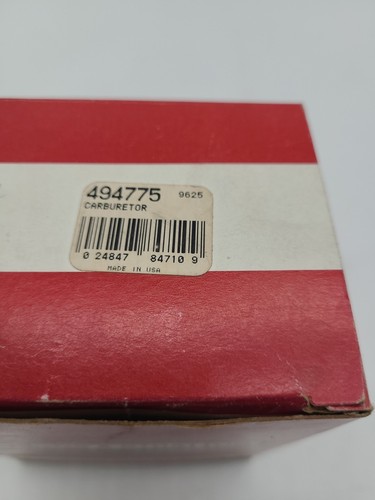 494775 9625
CARBURETOR
0 24847 84710 9
MADE IN USA